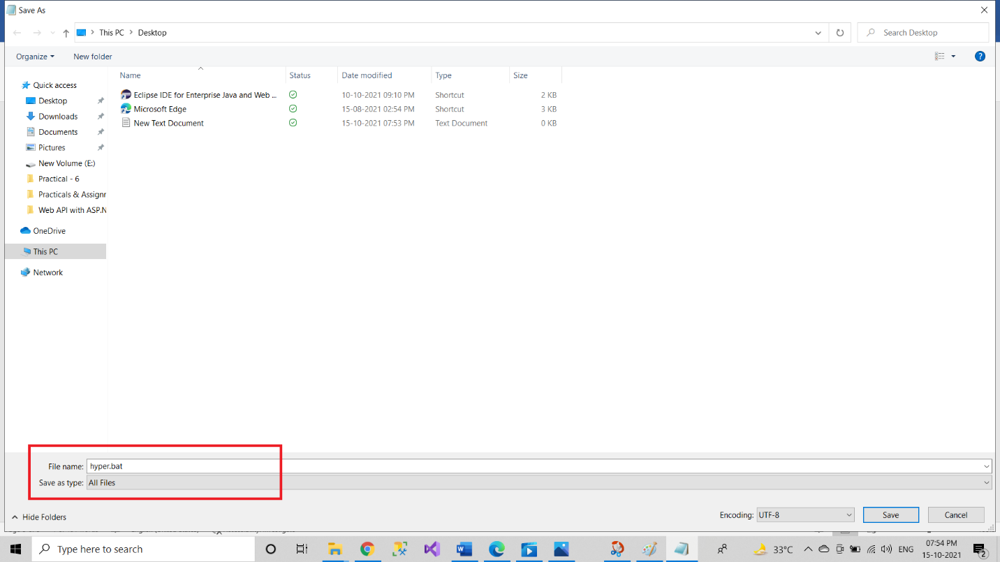 Save As
This PC > Desktop
Search Desktop
Organize
New folder
Name Status Date modified Type Size
Quick access
Desktop
Downloads
Documents
Pictures
New Volume (E:)
Practical - 6
Practicals & Assignr
Web API with ASP.N
OneDrive
This PC
Network
Eclipse IDE for Enterprise Java and Web ... 10-10-2021 09:10 PM Shortcut 2 KB
Microsoft Edge 15-08-2021 02:54 PM Shortcut 3 KB
New Text Document 15-10-2021 07:53 PM Text Document 0 KB
File name: hyper.bat
Save as type: All Files
Hide Folders
Encoding: UTF-8
Save
Cancel
Type here to search
33°C
ENG
07:54 PM
15-10-2021
2